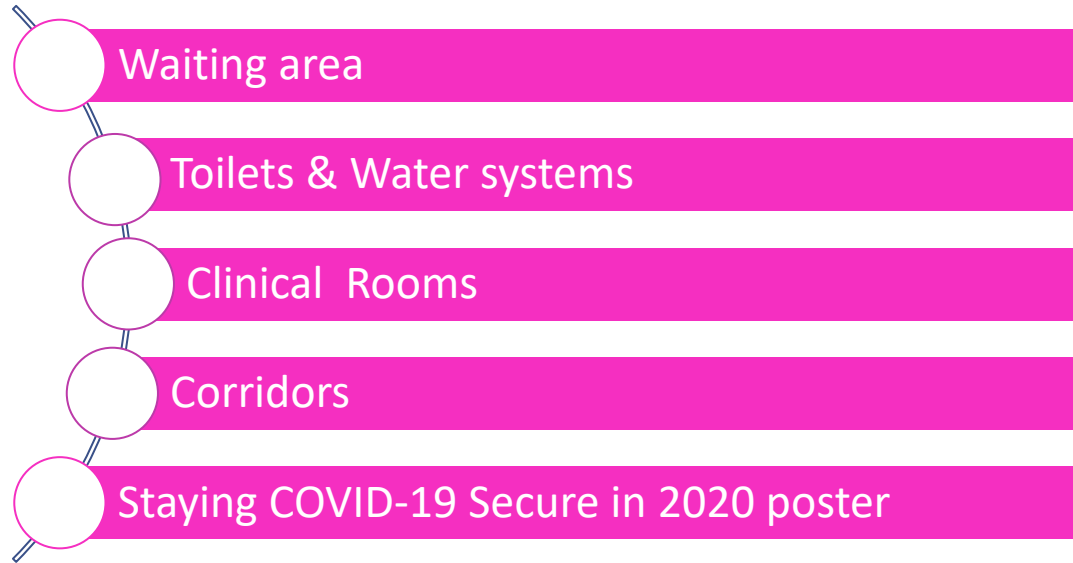 Waiting area
Toilets & Water systems
Clinical  Rooms
Corridors
Staying COVID-19 Secure in 2020 poster